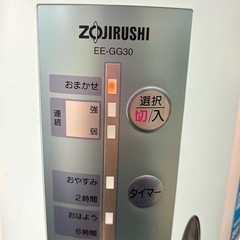 ZOJIRUSHI
EE-GG30
おまかせ
連続
強
弱
選択
切/入
おやすみ
2時間
タイマー
おはよう
6時間